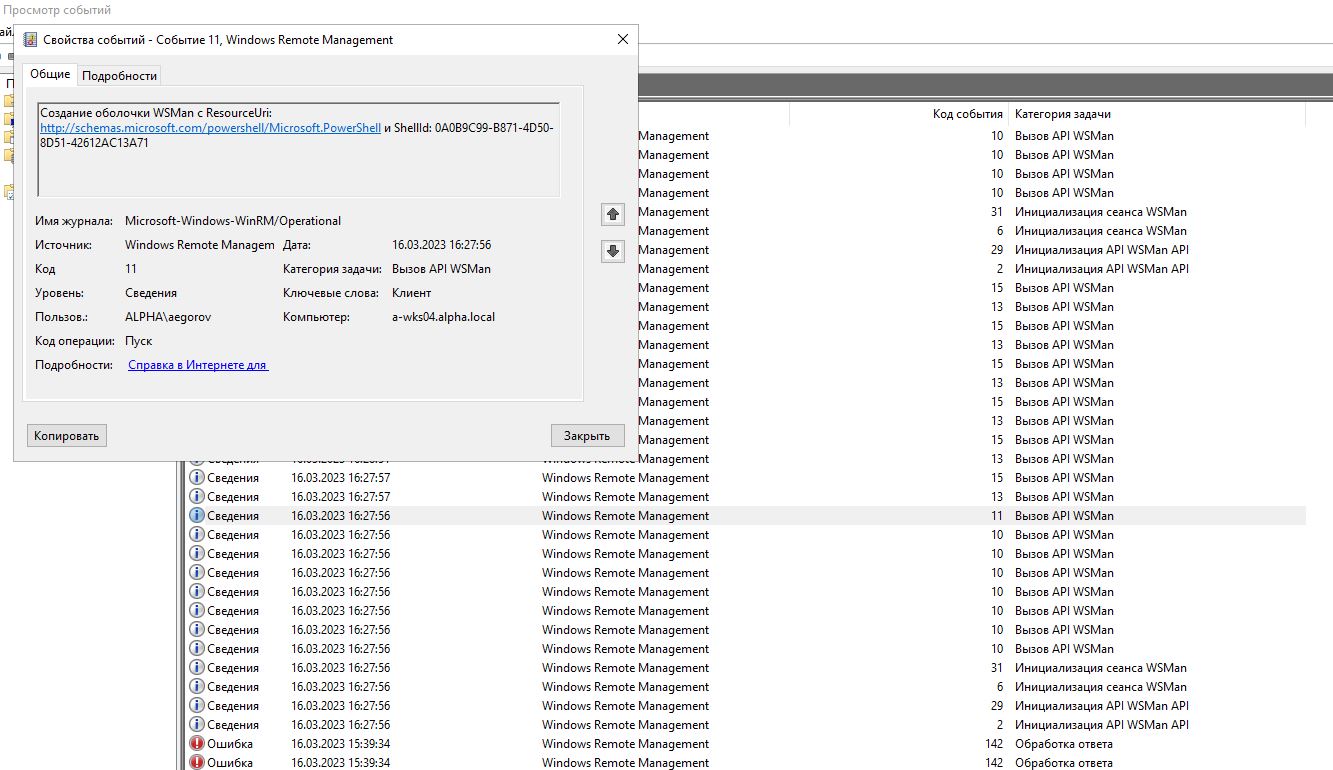 Просмотр событий
Свойства событий - Событие 11, Windows Remote Management
Общие
Подробности
Создание оболочки WSMan с ResourceUri:
http://schemas.microsoft.com/powershell/Microsoft.PowerShell и ShellId: 0A0B9C99-B871-4D50-
8D51-42612AC13A71
Имя журнала: Microsoft-Windows-WinRM/Operational
Источник: Windows Remote Managem Дата: 16.03.2023 16:27:56
Код 11 Категория задачи: Вызов API WSMan
Уровень: Сведения Ключевые слова: Клиент
Пользов.: ALPHA\aegorov Компьютер: a-wks04.alpha.local
Код операции: Пуск
Подробности: Справка в Интернете для
Копировать Закрыть
Код события Категория задачи
Management 10 Вызов API WSMan
Management 10 Вызов API WSMan
Management 10 Вызов API WSMan
Management 10 Вызов API WSMan
Management 31 Инициализация сеанса WSMan
Management 6 Инициализация сеанса WSMan
Management 29 Инициализация API WSMan API
Management 2 Инициализация API WSMan API
Management 15 Вызов API WSMan
Management 13 Вызов API WSMan
Management 15 Вызов API WSMan
Management 13 Вызов API WSMan
Management 15 Вызов API WSMan
Management 13 Вызов API WSMan
Management 15 Вызов API WSMan
Management 13 Вызов API WSMan
Management 15 Вызов API WSMan
Windows Remote Management 13 Вызов API WSMan
Сведения 16.03.2023 16:27:57 Windows Remote Management 15 Вызов API WSMan
Сведения 16.03.2023 16:27:57 Windows Remote Management 13 Вызов API WSMan
Сведения 16.03.2023 16:27:56 Windows Remote Management 11 Вызов API WSMan
Сведения 16.03.2023 16:27:56 Windows Remote Management 10 Вызов API WSMan
Сведения 16.03.2023 16:27:56 Windows Remote Management 10 Вызов API WSMan
Сведения 16.03.2023 16:27:56 Windows Remote Management 10 Вызов API WSMan
Сведения 16.03.2023 16:27:56 Windows Remote Management 10 Вызов API WSMan
Сведения 16.03.2023 16:27:56 Windows Remote Management 10 Вызов API WSMan
Сведения 16.03.2023 16:27:56 Windows Remote Management 10 Вызов API WSMan
Сведения 16.03.2023 16:27:56 Windows Remote Management 10 Вызов API WSMan
Сведения 16.03.2023 16:27:56 Windows Remote Management 31 Инициализация сеанса WSMan
Сведения 16.03.2023 16:27:56 Windows Remote Management 6 Инициализация сеанса WSMan
Сведения 16.03.2023 16:27:56 Windows Remote Management 29 Инициализация API WSMan API
Сведения 16.03.2023 16:27:56 Windows Remote Management 2 Инициализация API WSMan API
Ошибка 16.03.2023 15:39:34 Windows Remote Management 142 Обработка ответа
Ошибка 16.03.2023 15:39:34 Windows Remote Management 142 Обработка ответа